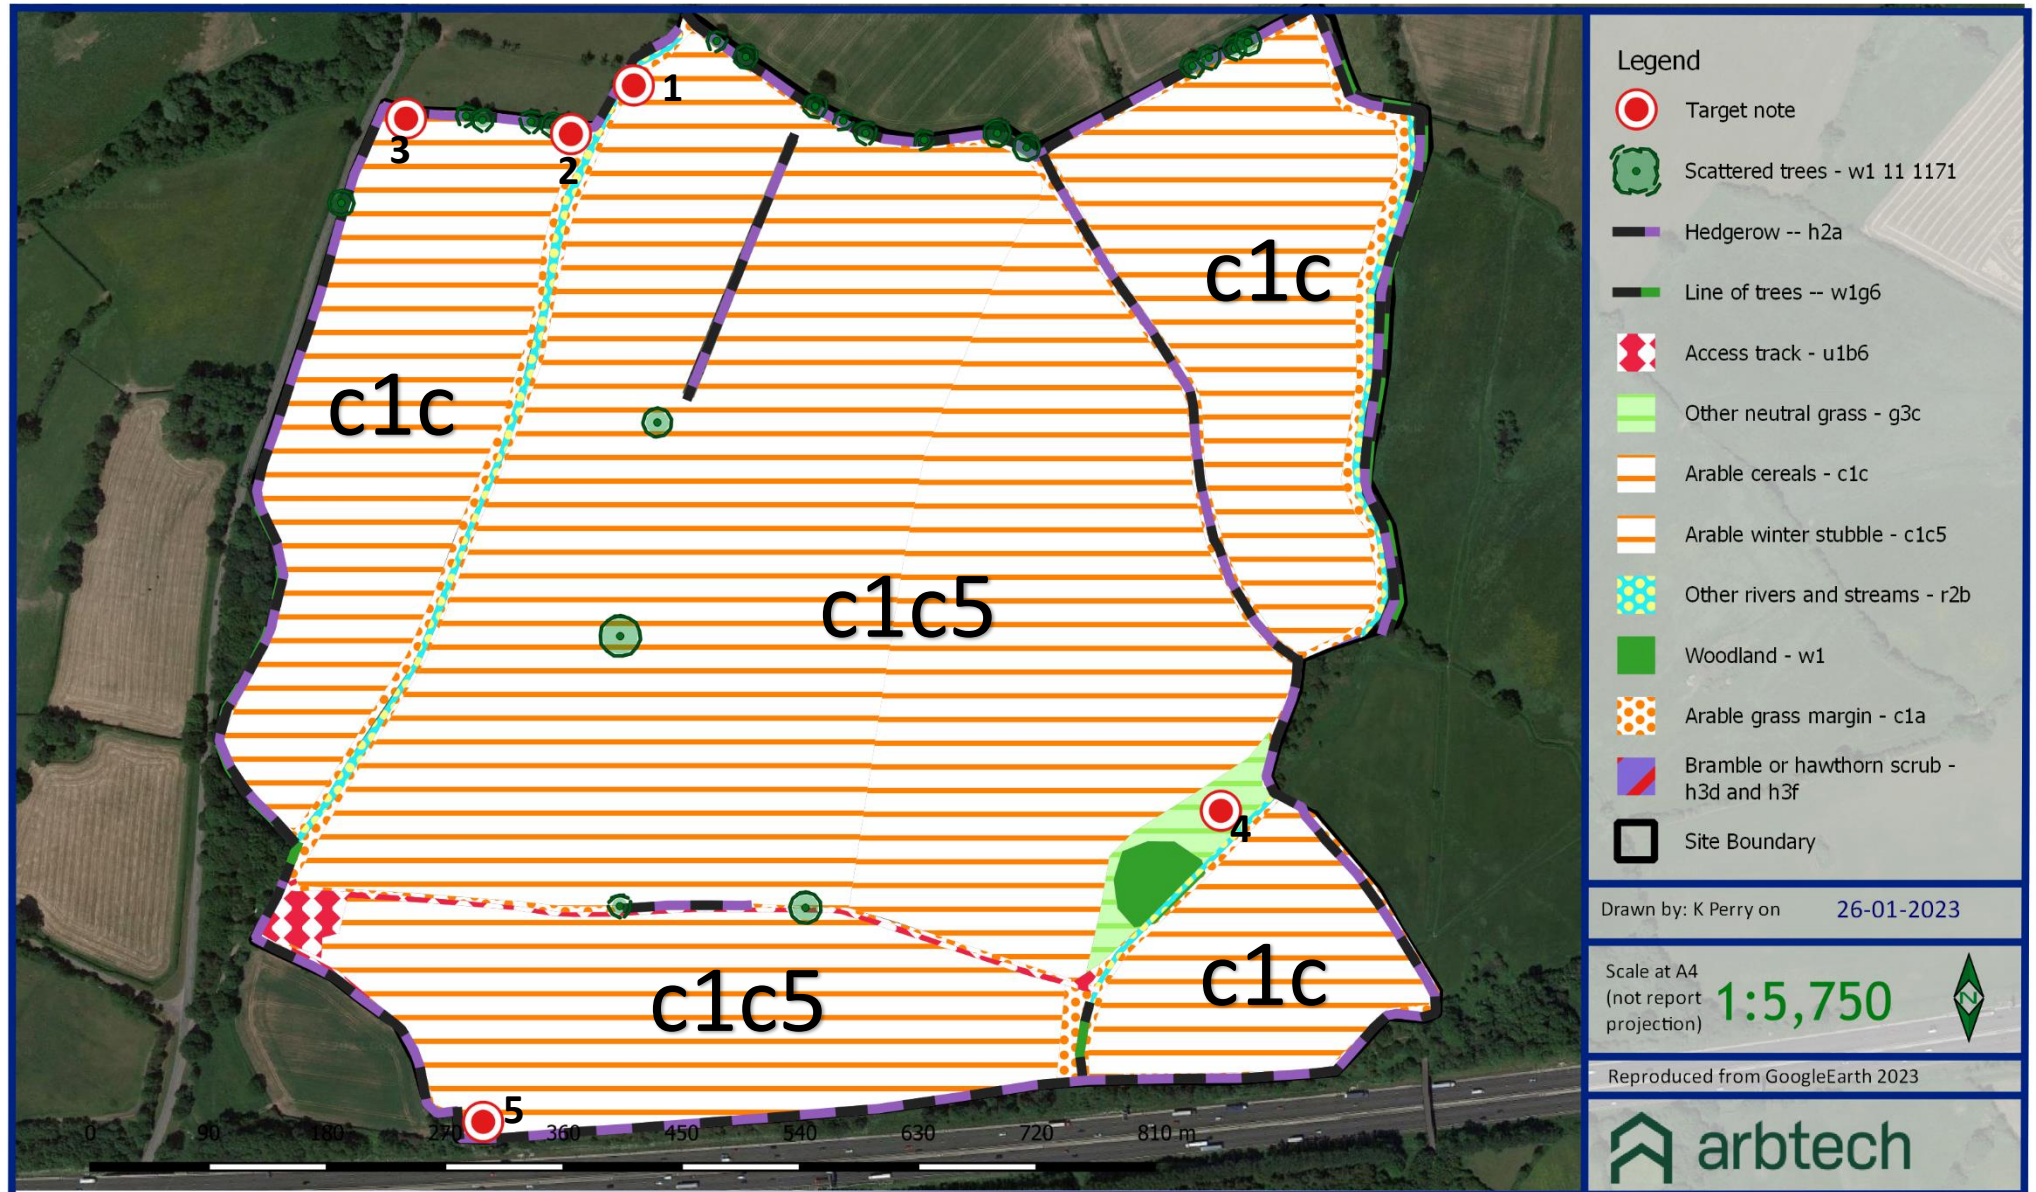 1
2
3
c1c
c1c
c1c5
4
c1c5
c1c
5
0 90 180 270 360 450 540 630 720 810 m
Legend
Target note
Scattered trees - w1 11 1171
Hedgerow -- h2a
Line of trees -- w1g6
Access track - u1b6
Other neutral grass - g3c
Arable cereals - c1c
Arable winter stubble - c1c5
Other rivers and streams - r2b
Woodland - w1
Arable grass margin - c1a
Bramble or hawthorn scrub -
h3d and h3f
Site Boundary
Drawn by: K Perry on 26-01-2023
Scale at A4
(not report
projection)
1:5,750
N
Reproduced from GoogleEarth 2023
arbtech